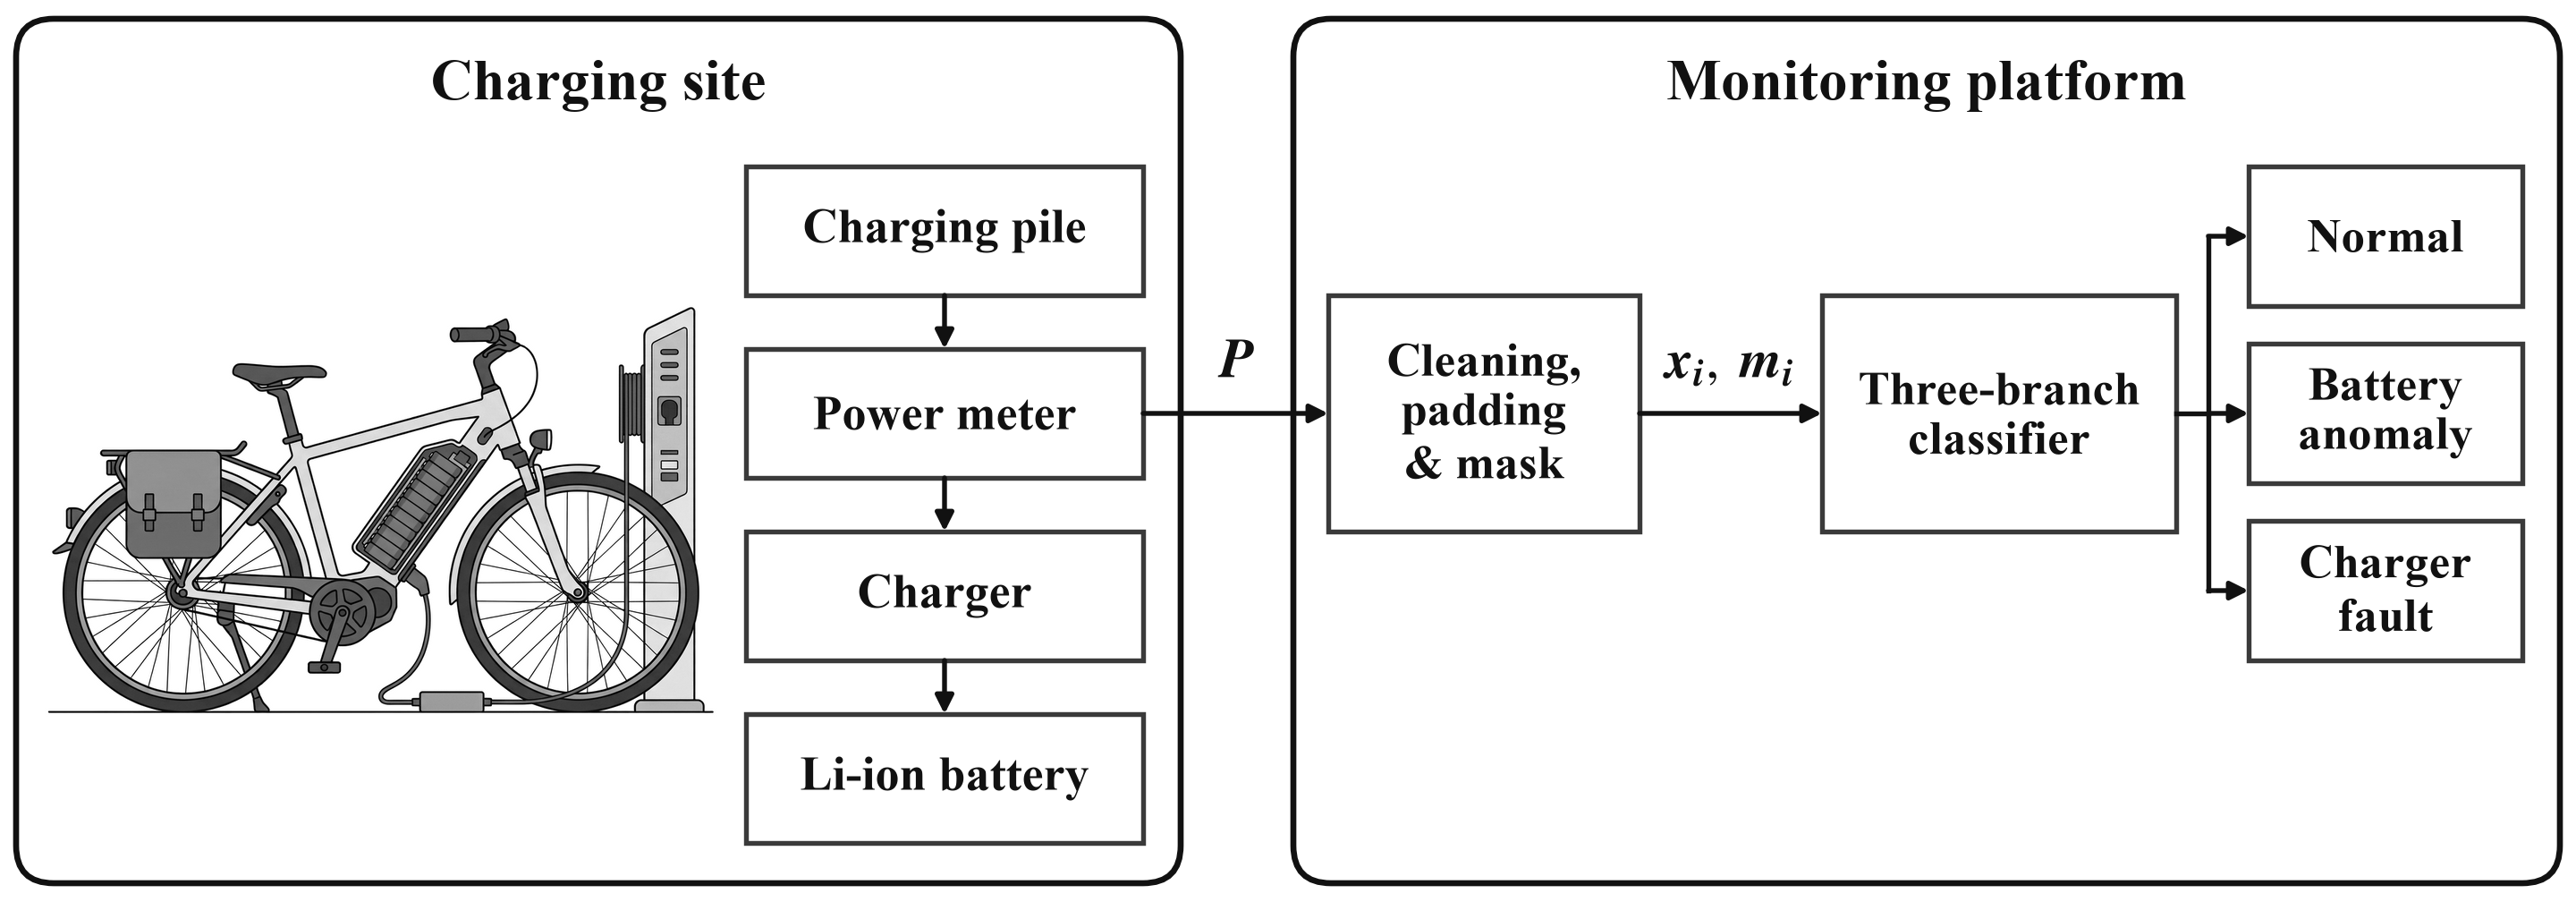 Charging site
Charging pile
Power meter
Charger
Li-ion battery
P
Monitoring platform
Cleaning,
padding
& mask
xᵢ, mᵢ
Three-branch
classifier
Normal
Battery
anomaly
Charger
fault